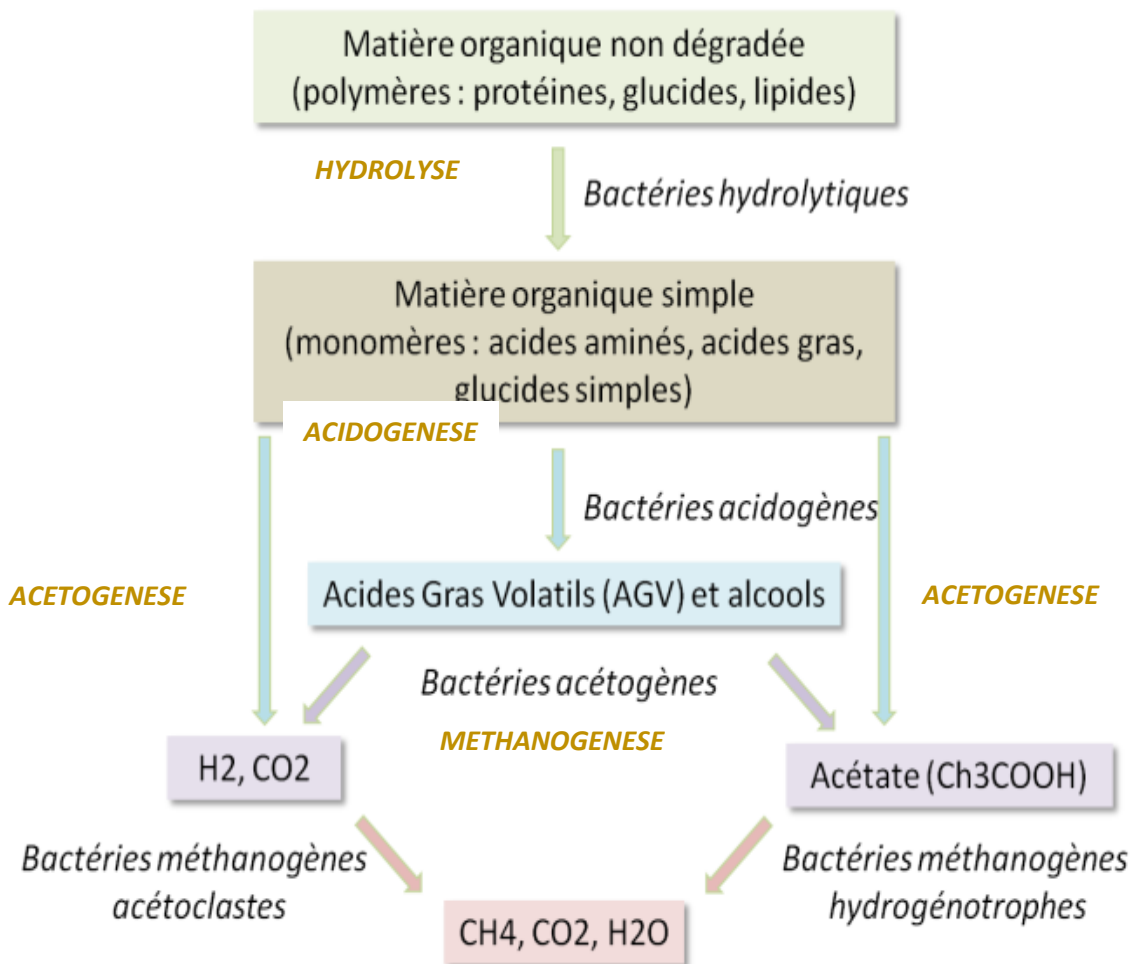 Matière organique non dégradée
(polymères : protéines, glucides, lipides)
HYDROLYSE
Bactéries hydrolytiques
Matière organique simple
(monomères : acides aminés, acides gras,
glucides simples)
ACIDOGENESE
Bactéries acidogènes
ACETOGENESE
Acides Gras Volatils (AGV) et alcools
ACETOGENESE
Bactéries acétogènes
METHANOGENESE
H2, CO2
Acétate (Ch3COOH)
Bactéries méthanogènes
acétoclastes
Bactéries méthanogènes
hydrogénotrophes
CH4, CO2, H2O